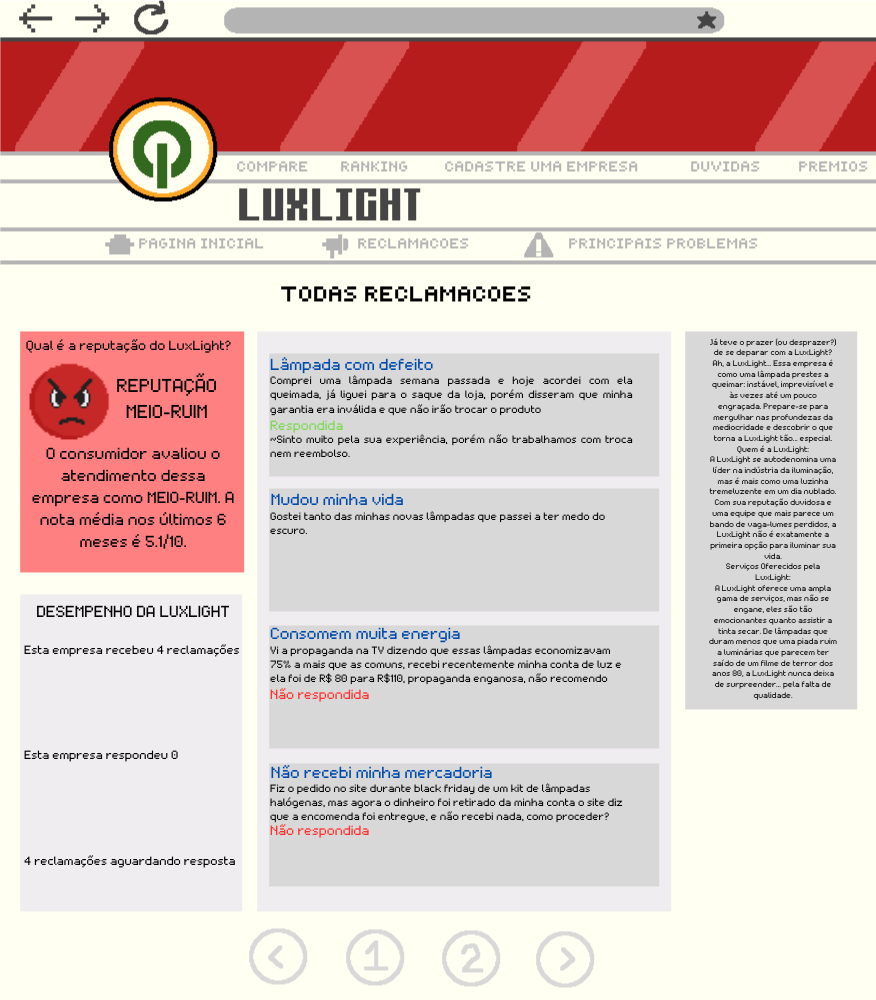 COMPARE RANKING CADASTRE UMA EMPRESA DUVIDAS PREMIOS
LUXLIGHT
PAGINA INICIAL RECLAMACOES PRINCIPAIS PROBLEMAS
TODAS RECLAMACOES
Qual é a reputação do LuxLight?
REPUTAÇÃO
MEIO-RUIM
O consumidor avaliou o
atendimento dessa
empresa como MEIO-RUIM. A
nota média nos últimos 6
meses é 5.1/10.
DESEMPENHO DA LUXLIGHT
Esta empresa recebeu 4 reclamações
Esta empresa respondeu 0
4 reclamações aguardando resposta
Lâmpada com defeito
Comprei uma lâmpada semana passada e hoje acordei com ela
queimada, já liguei para o saque da loja, porém disseram que minha
garantia era inválida e que não irão trocar o produto
Respondida
~Sinto muito pela sua experiência, porém não trabalhamos com troca
nem reembolso.
Mudou minha vida
Gostei tanto das minhas novas lâmpadas que passei a ter medo do
escuro.
Consomem muita energia
Vi a propaganda na TV dizendo que essas lâmpadas economizavam
75% a mais que as comuns, recebi recentemente minha conta de luz e
ela foi de R$ 80 para R$110, propaganda enganosa, não recomendo
Não respondida
Não recebi minha mercadoria
Fiz o pedido no site durante black friday de um kit de lâmpadas
halógenas, mas agora o dinheiro foi retirado da minha conta o site diz
que a encomenda foi entregue, e não recebi nada, como proceder?
Não respondida
Já teve o prazer (ou desprazer?)
de se deparar com a LuxLight?
Ah, a LuxLight... Essa empresa é
como uma lâmpada prestes a
queimar: instável, imprevisível e
às vezes até um pouco
engraçada. Prepare-se para
mergulhar nas profundezas da
mediocridade e descobrir o que
torna a LuxLight tão... especial.
Quem é a LuxLight:
A LuxLight se autodenomina uma
líder na indústria da iluminação,
mas é mais como uma luzinha
tremeluzente em um dia nublado.
Com sua reputação duvidosa e
uma equipe que mais parece um
bando de vaga-lumes perdidos, a
LuxLight não é exatamente a
primeira opção para iluminar sua
vida.
Serviços Oferecidos pela
LuxLight:
A LuxLight oferece uma ampla
gama de serviços, mas não se
engane, eles são tão
emocionantes quanto assistir a
tinta secar. De lâmpadas que
duram menos que uma piada ruim
a luminárias que parecem ter
saído de um filme de terror dos
anos 80, a LuxLight nunca deixa
de surpreender... pela falta de
qualidade.
1 2